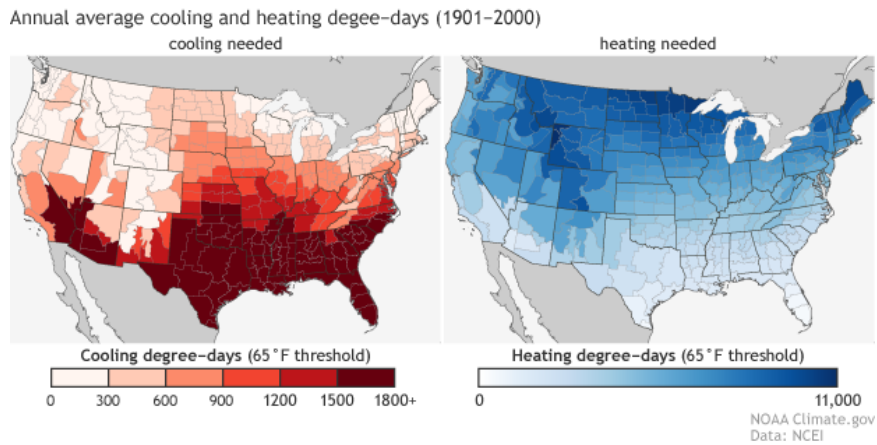 Annual average cooling and heating degee–days (1901–2000)
cooling needed
heating needed
Cooling degree–days (65°F threshold)
0 300 600 900 1200 1500 1800+
Heating degree–days (65°F threshold)
0 11,000
NOAA Climate.gov
Data: NCEI